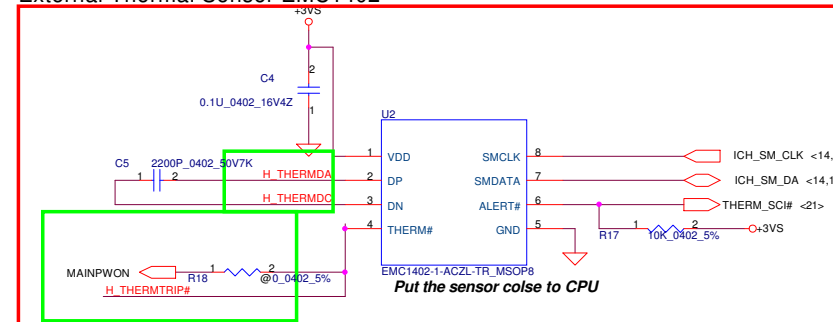 External Thermal Sensor EMC1402
+3VS
C4
2
0.1U_0402_16V4Z
1
U2
C5
2200P_0402_50V7K
1
2
H_THERMDA
H_THERMDC
1 VDD
2 DP
3 DN
4 THERM#
SMCLK 8
SMDATA 7
ALERT# 6
GND 5
ICH_SM_CLK <14,
ICH_SM_DA <14,1
THERM_SCI# <21>
R17
1
2
10K_0402_5%
+3VS
MAINPWON
R18
1
2
@0_0402_5%
H_THERMTRIP#
EMC1402-1-ACZL-TR_MSOP8
Put the sensor colse to CPU